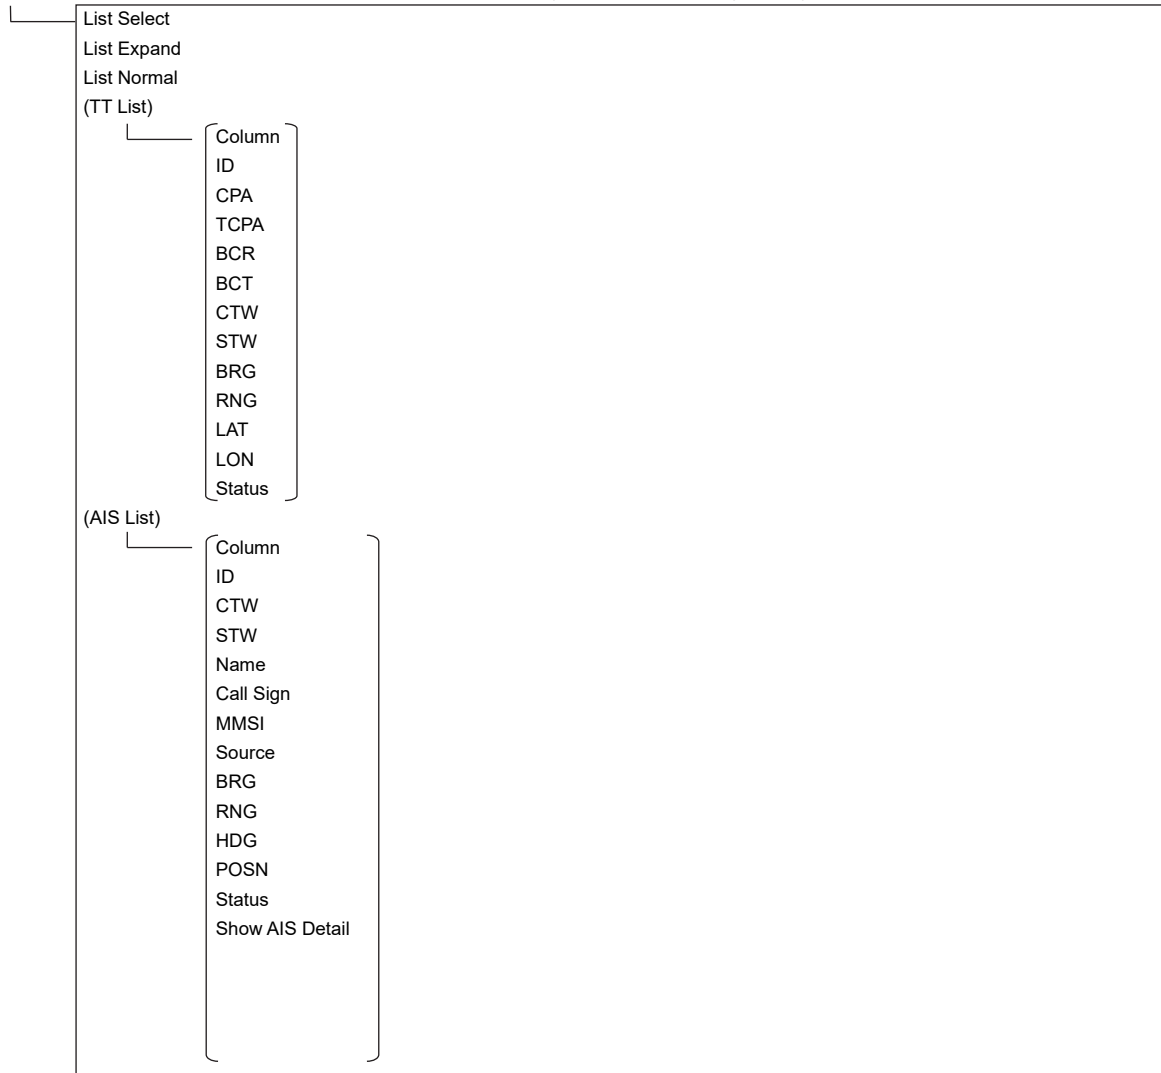 List Select
List Expand
List Normal
(TT List)
Column
ID
CPA
TCPA
BCR
BCT
CTW
STW
BRG
RNG
LAT
LON
Status
(AIS List)
Column
ID
CTW
STW
Name
Call Sign
MMSI
Source
BRG
RNG
HDG
POSN
Status
Show AIS Detail